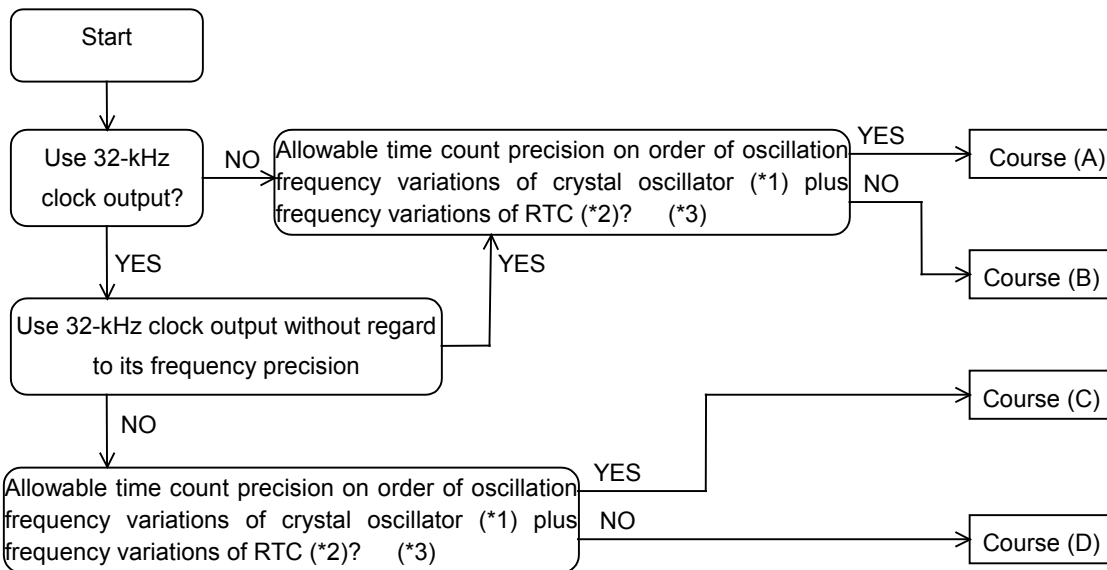 Start
Use 32-kHz
clock output?
NO
Allowable time count precision on order of oscillation
frequency variations of crystal oscillator (*1) plus
frequency variations of RTC (*2)? (*3)
YES
Course (A)
NO
Course (B)
YES
YES
Use 32-kHz clock output without regard
to its frequency precision
Course (C)
NO
Allowable time count precision on order of oscillation
frequency variations of crystal oscillator (*1) plus
frequency variations of RTC (*2)? (*3)
YES
NO
Course (D)